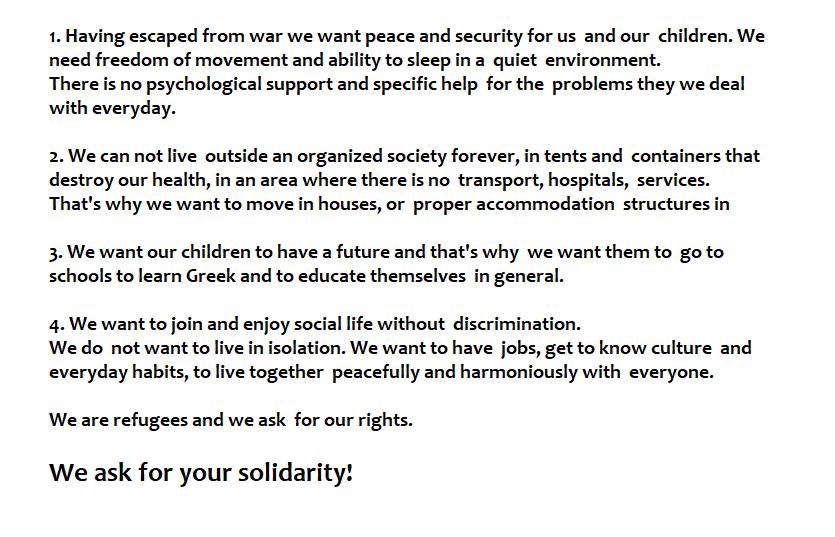 1. Having escaped from war we want peace and security for us and our children. We
need freedom of movement and ability to sleep in a quiet environment.
There is no psychological support and specific help for the problems they we deal
with everyday.
2. We can not live outside an organized society forever, in tents and containers that
destroy our health, in an area where there is no transport, hospitals, services.
That's why we want to move in houses, or proper accommodation structures in
3. We want our children to have a future and that's why we want them to go to
schools to learn Greek and to educate themselves in general.
4. We want to join and enjoy social life without discrimination.
We do not want to live in isolation. We want to have jobs, get to know culture and
everyday habits, to live together peacefully and harmoniously with everyone.
We are refugees and we ask for our rights.
We ask for your solidarity!